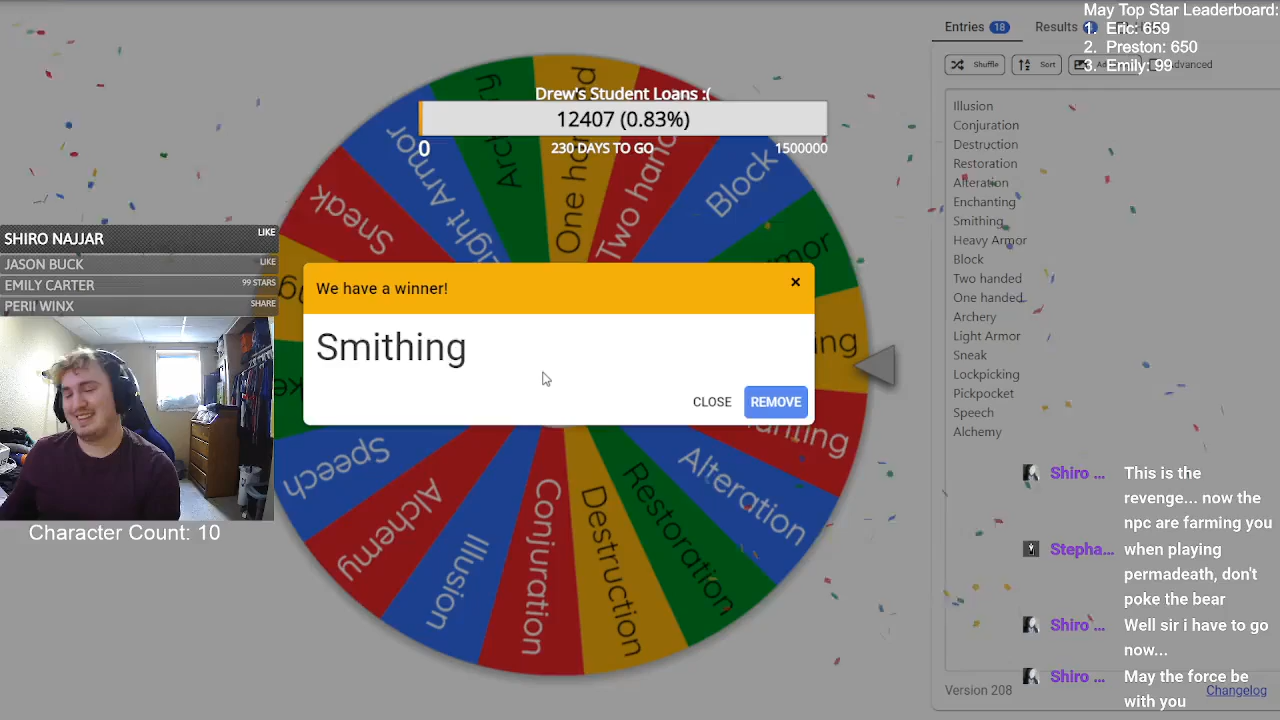 May Top Star Leaderboard:
1. Eric: 659
2. Preston: 650
3. Emily: 99
Entries 18
Results
Shuffle
Sort
Advanced
Drew's Student Loans :(
12407 (0.83%)
0
230 DAYS TO GO
1500000
Illusion
Conjuration
Destruction
Restoration
Alteration
Enchanting
Smithing
Heavy Armor
Block
Two handed
One handed
Archery
Light Armor
Sneak
Lockpicking
Pickpocket
Speech
Alchemy
SHIRO NAJJAR LIKE
JASON BUCK LIKE
EMILY CARTER 99 STARS
PERII WINX SHARE
We have a winner!
Smithing
CLOSE
REMOVE
Sneak
Light Armor
Block
Alteration
Restoration
Destruction
Conjuration
Illusion
Alchemy
Speech
Character Count: 10
Shiro ... This is the
revenge... now the
npc are farming you
Stepha... when playing
permadeath, don't
poke the bear
Shiro ... Well sir i have to go
now...
Shiro ... May the force be
with you
Version 208
Changelog